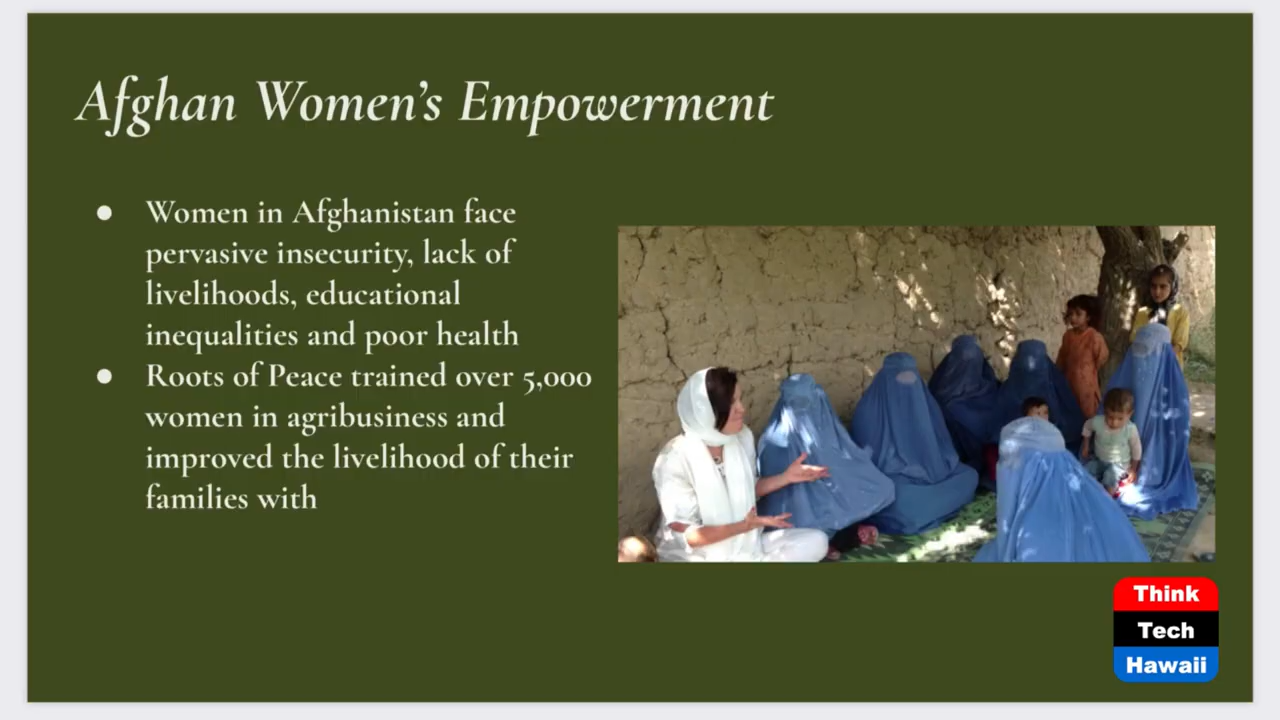 Afghan Women's Empowerment
● Women in Afghanistan face
pervasive insecurity, lack of
livelihoods, educational
inequalities and poor health
● Roots of Peace trained over 5,000
women in agribusiness and
improved the livelihood of their
families with
Think
Tech
Hawaii